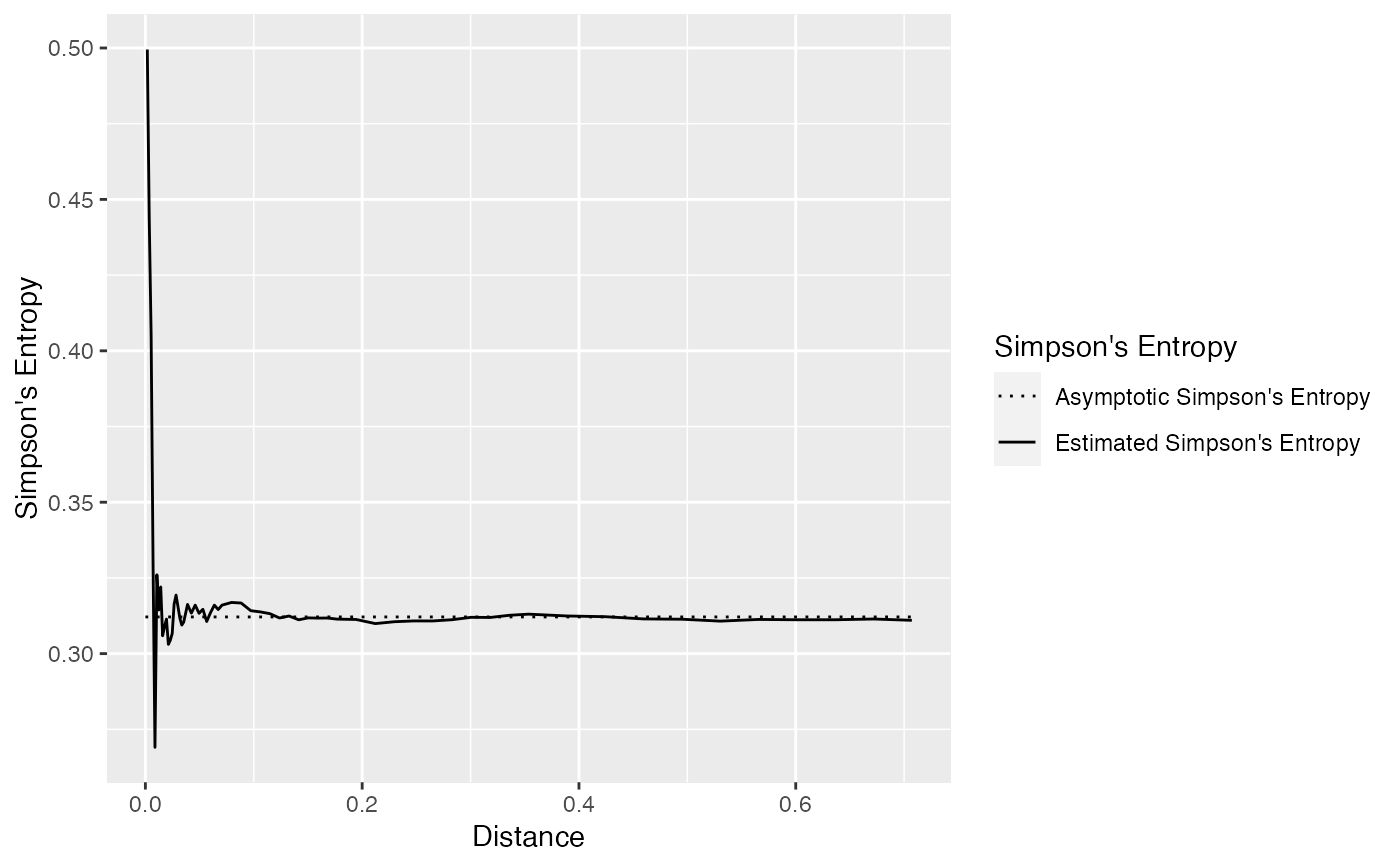 Simpson's Entropy
0.50
0.45
0.40
0.35
0.30
0.0 0.2 0.4 0.6
Distance
Simpson's Entropy
Asymptotic Simpson's Entropy
Estimated Simpson's Entropy